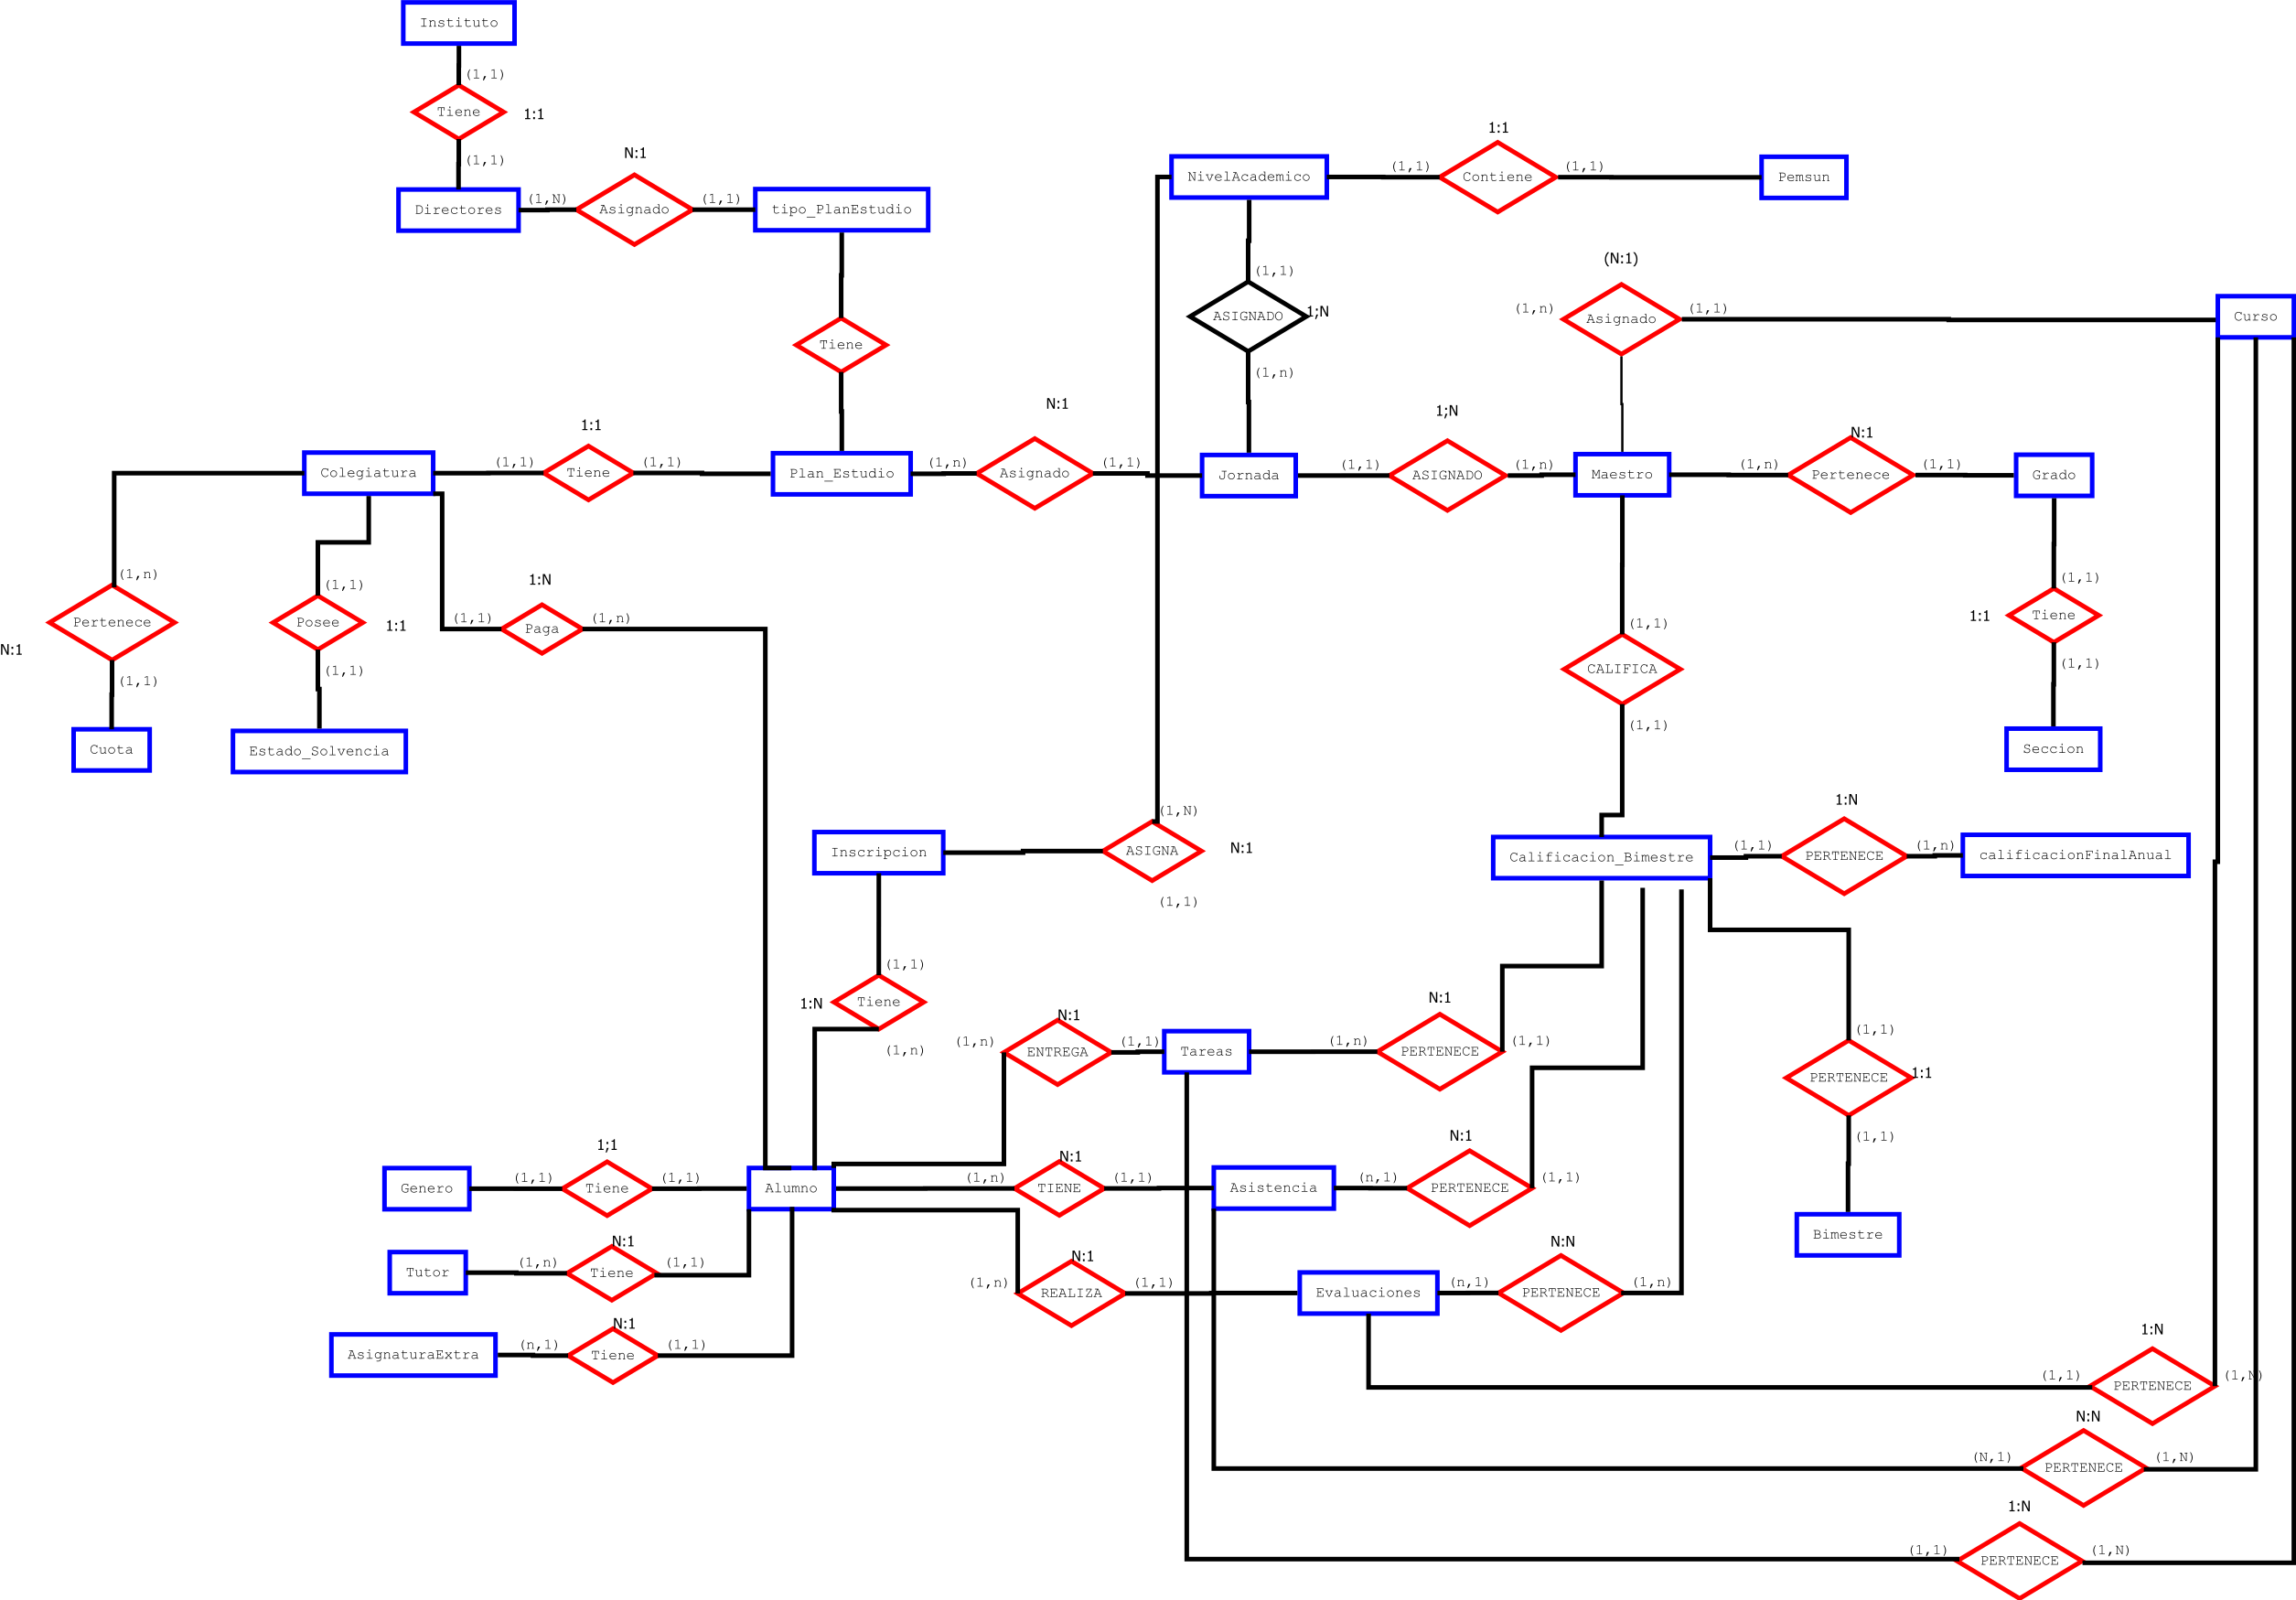 Instituto
(1,1)
Tiene
1:1
(1,1)
Directores
(1,N)
N:1
Asignado
(1,1)
tipo_PlanEstudio
NivelAcademico
(1,1)
1:1
Contiene
(1,1)
Pemsun
(1,1)
ASIGNADO
1;N
(1,n)
(N:1)
(1,n)
Asignado
(1,1)
Curso
Tiene
Colegiatura
(1,1)
1:1
Tiene
(1,1)
Plan_Estudio
(1,n)
N:1
Asignado
(1,1)
Jornada
(1,1)
1;N
ASIGNADO
(1,n)
Maestro
(1,n)
N:1
Pertenece
(1,1)
Grado
(1,n)
Pertenece
N:1
(1,1)
Cuota
(1,1)
Posee
1:1
(1,1)
Estado_Solvencia
1:N
(1,1)
Paga
(1,n)
(1,1)
CALIFICA
(1,1)
(1,1)
1:1
Tiene
(1,1)
Seccion
Inscripcion
(1,N)
ASIGNA
N:1
(1,1)
Calificacion_Bimestre
(1,1)
1:N
PERTENECE
(1,n)
calificacionFinalAnual
(1,1)
1:N
Tiene
(1,n)
(1,n)
N:1
ENTREGA
(1,1)
Tareas
(1,n)
N:1
PERTENECE
(1,1)
(1,1)
PERTENECE
1:1
(1,1)
Bimestre
Genero
(1,1)
1;1
Tiene
(1,1)
Alumno
(1,n)
N:1
TIENE
(1,1)
Asistencia
(n,1)
N:1
PERTENECE
(1,1)
Tutor
(1,n)
N:1
Tiene
(1,1)
(1,n)
N:1
REALIZA
(1,1)
Evaluaciones
(n,1)
N:N
PERTENECE
(1,n)
AsignaturaExtra
(n,1)
N:1
Tiene
(1,1)
(1,1)
1:N
PERTENECE
(1,N)
(N,1)
N:N
PERTENECE
(1,N)
(1,1)
1:N
PERTENECE
(1,N)